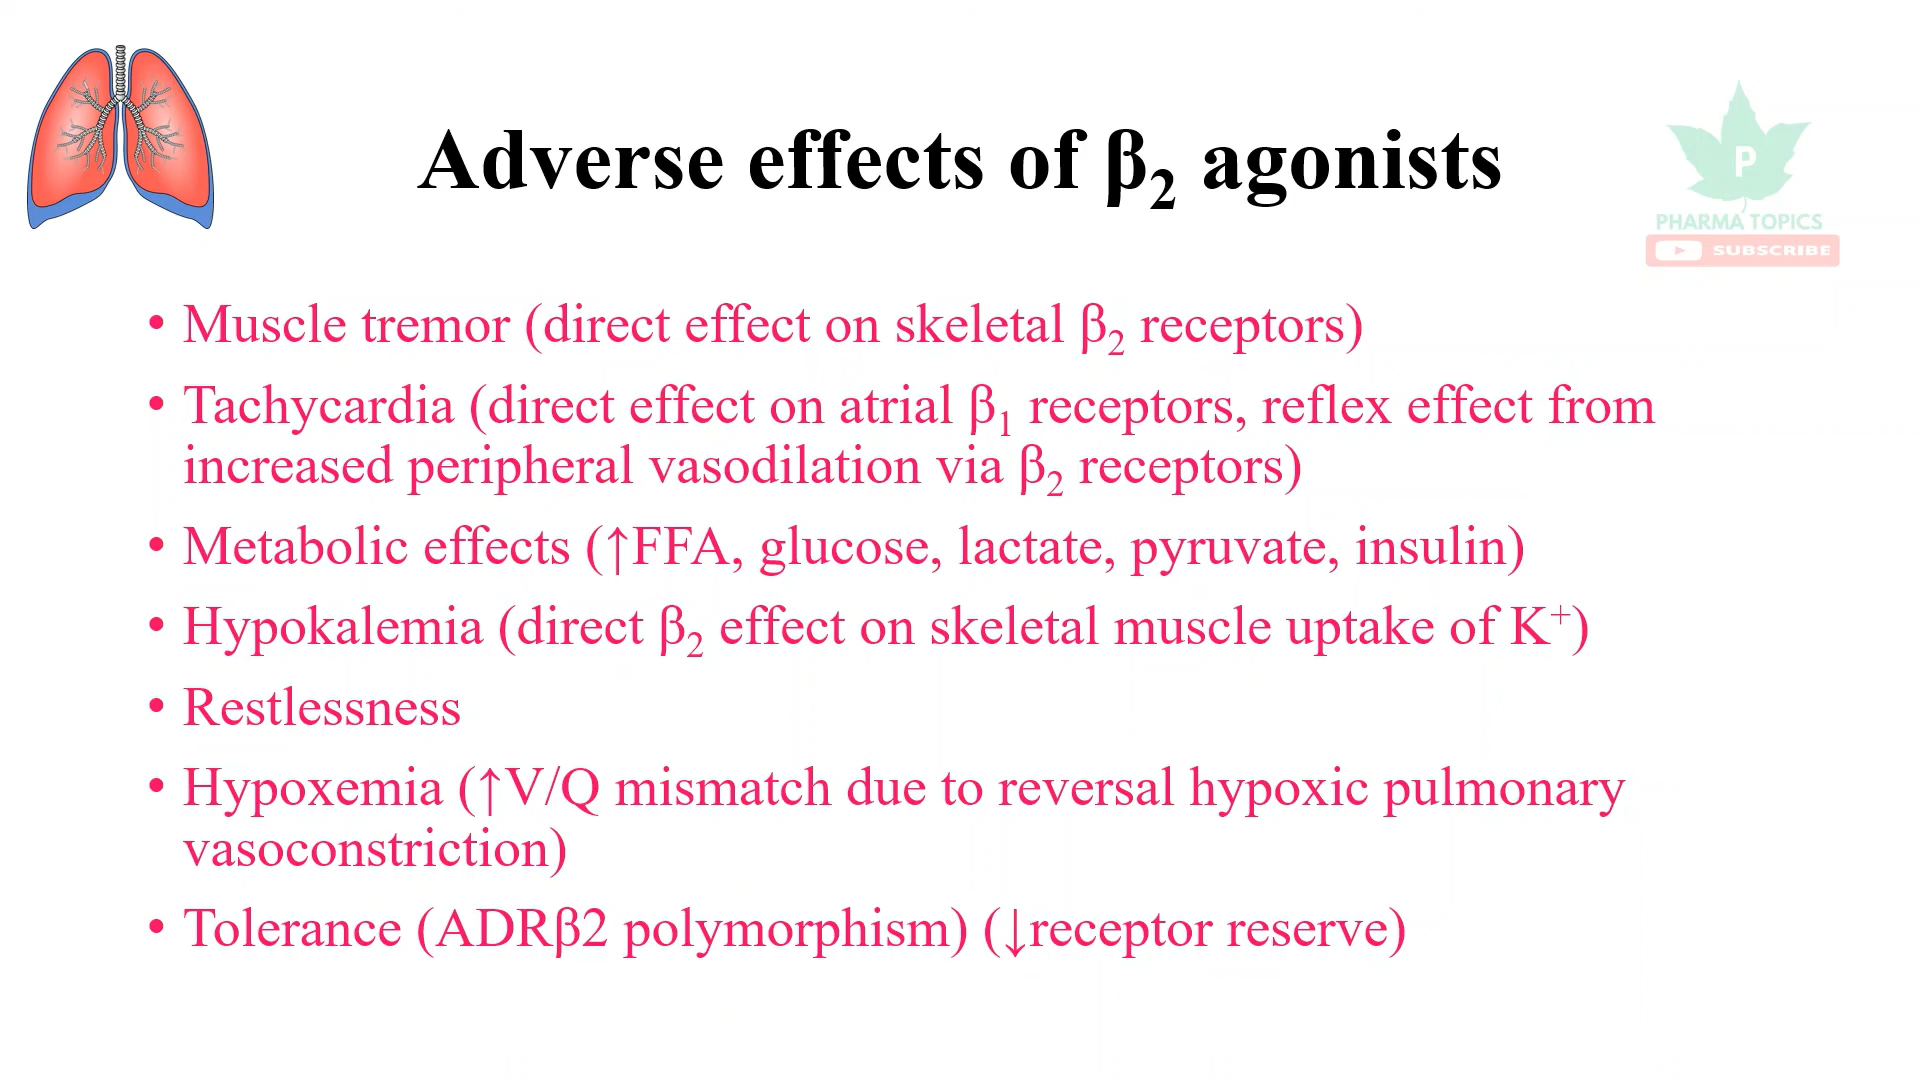 Adverse effects of β₂ agonists
P
PHARMA TOPICS
SUBSCRIBE
• Muscle tremor (direct effect on skeletal β₂ receptors)
• Tachycardia (direct effect on atrial β₁ receptors, reflex effect from
increased peripheral vasodilation via β₂ receptors)
• Metabolic effects (↑FFA, glucose, lactate, pyruvate, insulin)
• Hypokalemia (direct β₂ effect on skeletal muscle uptake of K⁺)
• Restlessness
• Hypoxemia (↑V/Q mismatch due to reversal hypoxic pulmonary
vasoconstriction)
• Tolerance (ADRβ2 polymorphism) (↓receptor reserve)